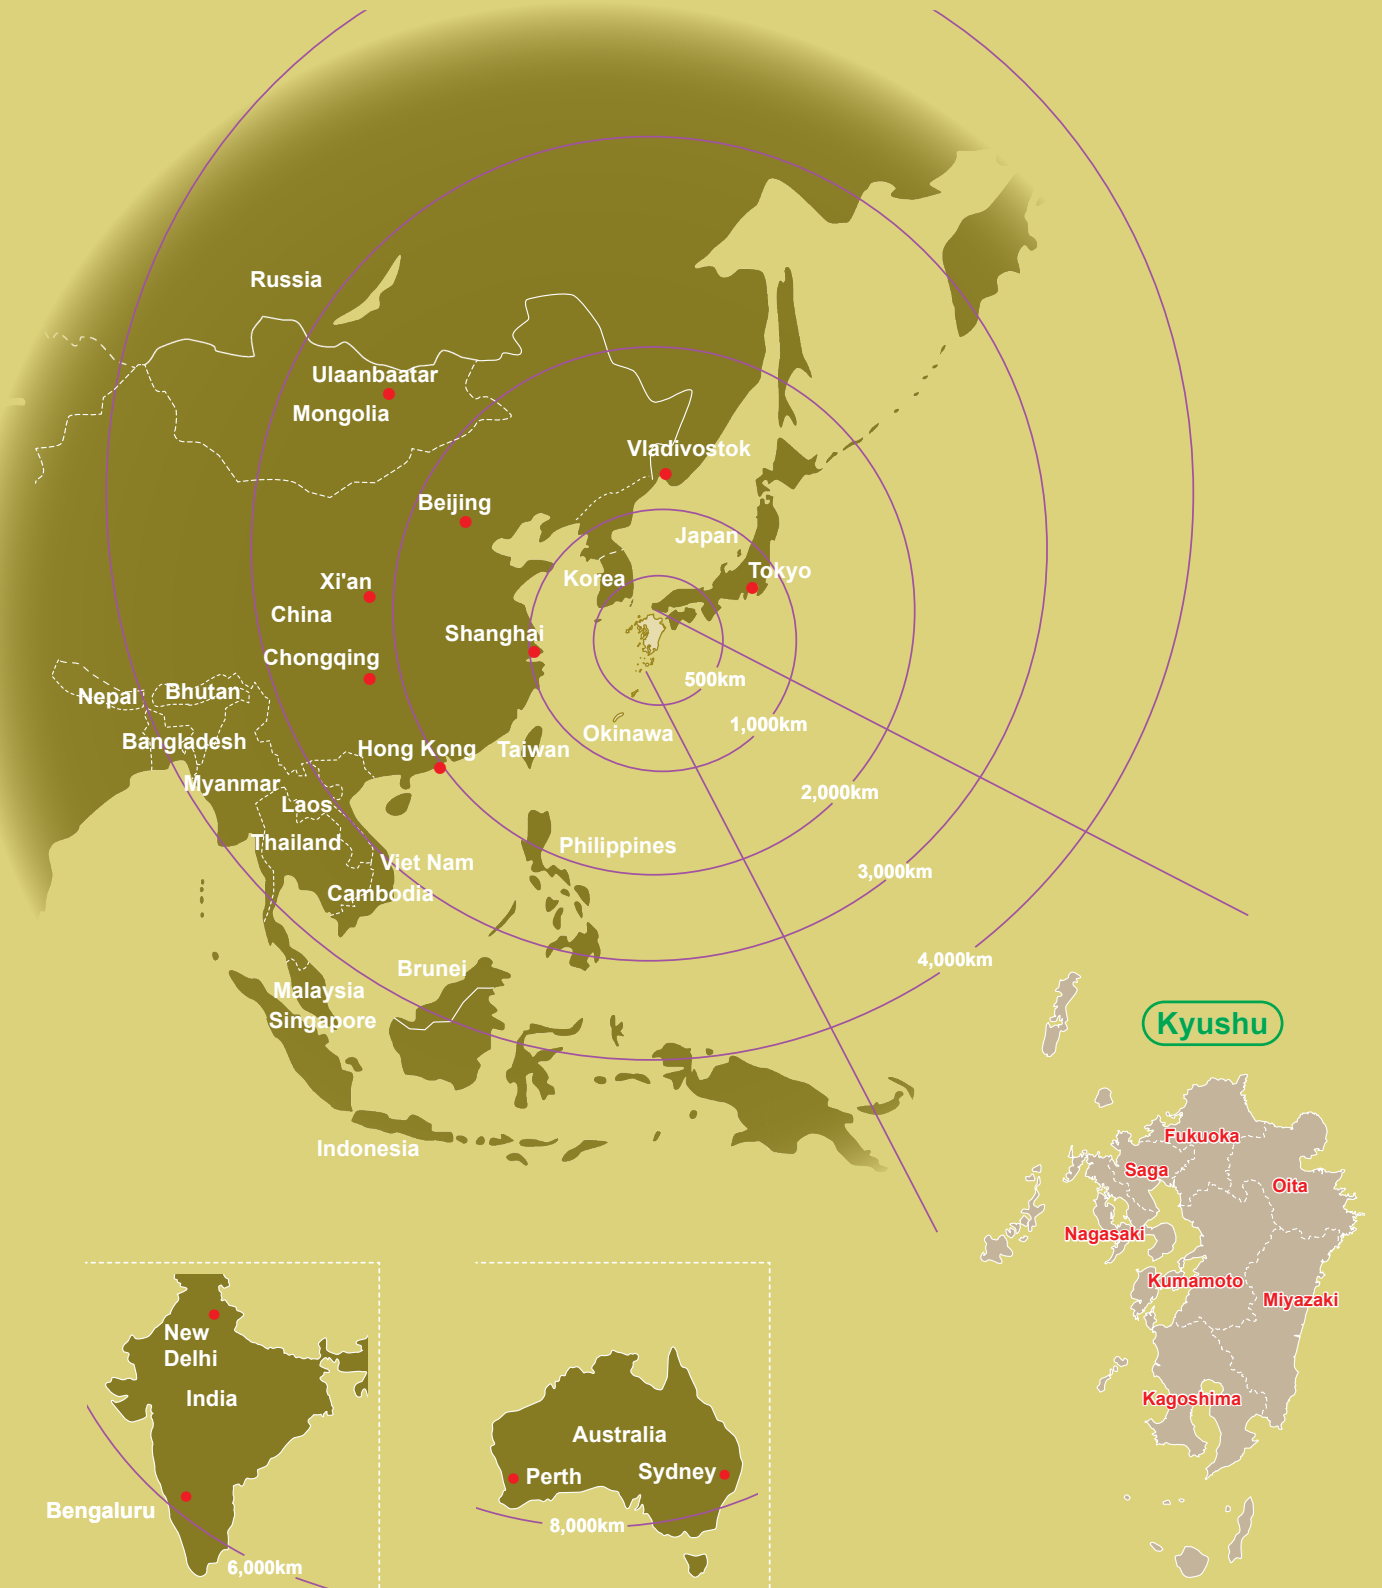 Russia
Ulaanbaatar
Mongolia
Vladivostok
Beijing
Japan
Tokyo
Xi'an
Korea
China
Shanghai
Chongqing
500km
Nepal
Bhutan
1,000km
Okinawa
Bangladesh
Hong Kong
Taiwan
Myanmar
2,000km
Laos
Thailand
Philippines
Viet Nam
3,000km
Cambodia
4,000km
Brunei
Malaysia
Singapore
Kyushu
Indonesia
Fukuoka
Saga
Oita
Nagasaki
Kumamoto
Miyazaki
Kagoshima
New
Delhi
India
Bengaluru
6,000km
Australia
Perth
Sydney
8,000km